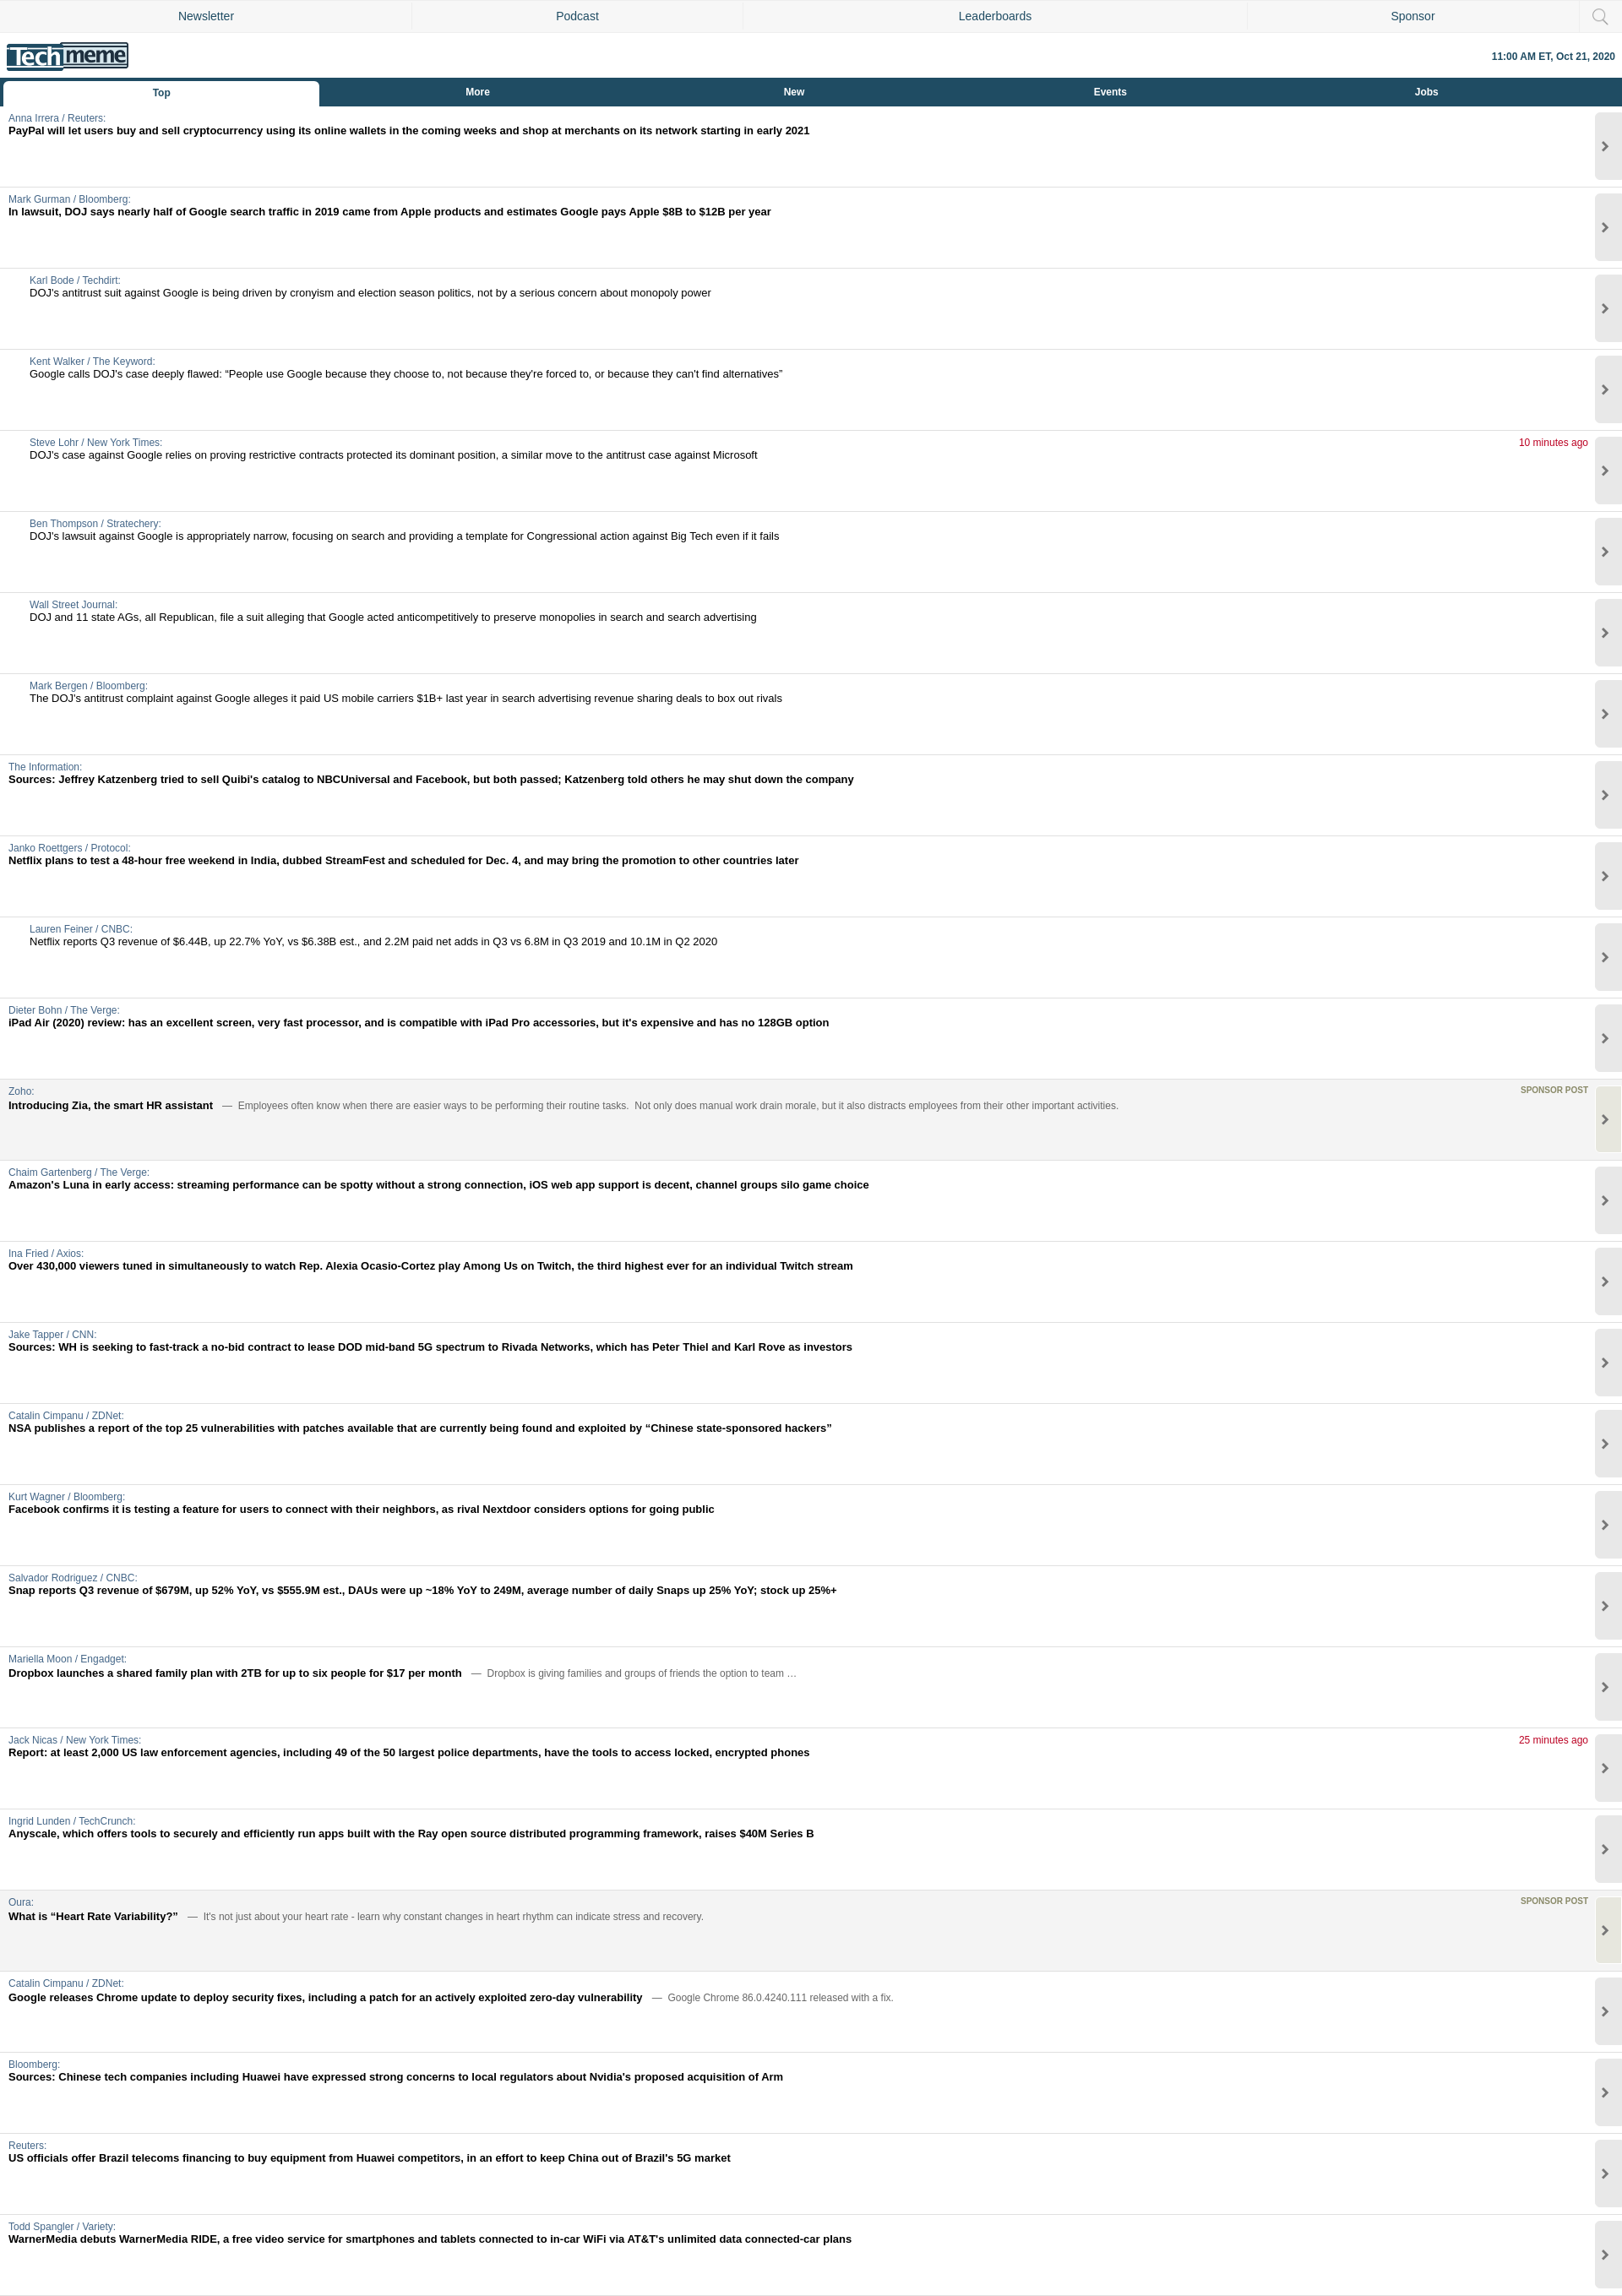 Newsletter
Podcast
Leaderboards
Sponsor
Techmeme
11:00 AM ET, Oct 21, 2020
Top
More
New
Events
Jobs
Anna Irrera / Reuters:
PayPal will let users buy and sell cryptocurrency using its online wallets in the coming weeks and shop at merchants on its network starting in early 2021
Mark Gurman / Bloomberg:
In lawsuit, DOJ says nearly half of Google search traffic in 2019 came from Apple products and estimates Google pays Apple $8B to $12B per year
Karl Bode / Techdirt:
DOJ's antitrust suit against Google is being driven by cronyism and election season politics, not by a serious concern about monopoly power
Kent Walker / The Keyword:
Google calls DOJ's case deeply flawed: “People use Google because they choose to, not because they're forced to, or because they can't find alternatives”
Steve Lohr / New York Times:
10 minutes ago
DOJ's case against Google relies on proving restrictive contracts protected its dominant position, a similar move to the antitrust case against Microsoft
Ben Thompson / Stratechery:
DOJ's lawsuit against Google is appropriately narrow, focusing on search and providing a template for Congressional action against Big Tech even if it fails
Wall Street Journal:
DOJ and 11 state AGs, all Republican, file a suit alleging that Google acted anticompetitively to preserve monopolies in search and search advertising
Mark Bergen / Bloomberg:
The DOJ's antitrust complaint against Google alleges it paid US mobile carriers $1B+ last year in search advertising revenue sharing deals to box out rivals
The Information:
Sources: Jeffrey Katzenberg tried to sell Quibi's catalog to NBCUniversal and Facebook, but both passed; Katzenberg told others he may shut down the company
Janko Roettgers / Protocol:
Netflix plans to test a 48-hour free weekend in India, dubbed StreamFest and scheduled for Dec. 4, and may bring the promotion to other countries later
Lauren Feiner / CNBC:
Netflix reports Q3 revenue of $6.44B, up 22.7% YoY, vs $6.38B est., and 2.2M paid net adds in Q3 vs 6.8M in Q3 2019 and 10.1M in Q2 2020
Dieter Bohn / The Verge:
iPad Air (2020) review: has an excellent screen, very fast processor, and is compatible with iPad Pro accessories, but it's expensive and has no 128GB option
Zoho:
SPONSOR POST
Introducing Zia, the smart HR assistant — Employees often know when there are easier ways to be performing their routine tasks. Not only does manual work drain morale, but it also distracts employees from their other important activities.
Chaim Gartenberg / The Verge:
Amazon's Luna in early access: streaming performance can be spotty without a strong connection, iOS web app support is decent, channel groups silo game choice
Ina Fried / Axios:
Over 430,000 viewers tuned in simultaneously to watch Rep. Alexia Ocasio-Cortez play Among Us on Twitch, the third highest ever for an individual Twitch stream
Jake Tapper / CNN:
Sources: WH is seeking to fast-track a no-bid contract to lease DOD mid-band 5G spectrum to Rivada Networks, which has Peter Thiel and Karl Rove as investors
Catalin Cimpanu / ZDNet:
NSA publishes a report of the top 25 vulnerabilities with patches available that are currently being found and exploited by “Chinese state-sponsored hackers”
Kurt Wagner / Bloomberg:
Facebook confirms it is testing a feature for users to connect with their neighbors, as rival Nextdoor considers options for going public
Salvador Rodriguez / CNBC:
Snap reports Q3 revenue of $679M, up 52% YoY, vs $555.9M est., DAUs were up ~18% YoY to 249M, average number of daily Snaps up 25% YoY; stock up 25%+
Mariella Moon / Engadget:
Dropbox launches a shared family plan with 2TB for up to six people for $17 per month — Dropbox is giving families and groups of friends the option to team …
Jack Nicas / New York Times:
25 minutes ago
Report: at least 2,000 US law enforcement agencies, including 49 of the 50 largest police departments, have the tools to access locked, encrypted phones
Ingrid Lunden / TechCrunch:
Anyscale, which offers tools to securely and efficiently run apps built with the Ray open source distributed programming framework, raises $40M Series B
Oura:
SPONSOR POST
What is “Heart Rate Variability?” — It's not just about your heart rate - learn why constant changes in heart rhythm can indicate stress and recovery.
Catalin Cimpanu / ZDNet:
Google releases Chrome update to deploy security fixes, including a patch for an actively exploited zero-day vulnerability — Google Chrome 86.0.4240.111 released with a fix.
Bloomberg:
Sources: Chinese tech companies including Huawei have expressed strong concerns to local regulators about Nvidia's proposed acquisition of Arm
Reuters:
US officials offer Brazil telecoms financing to buy equipment from Huawei competitors, in an effort to keep China out of Brazil's 5G market
Todd Spangler / Variety:
WarnerMedia debuts WarnerMedia RIDE, a free video service for smartphones and tablets connected to in-car WiFi via AT&T's unlimited data connected-car plans